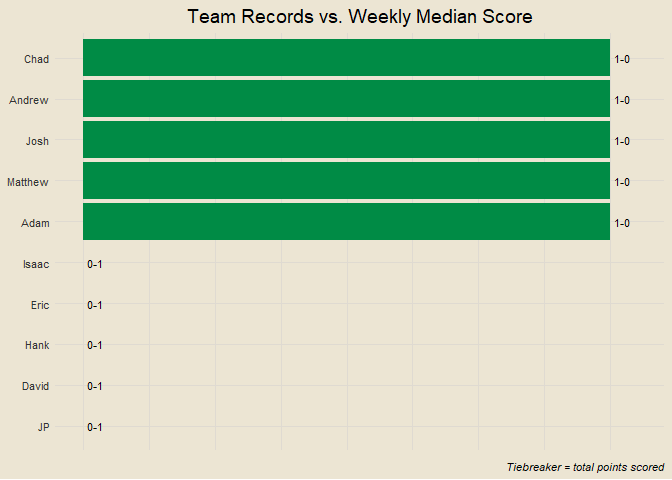 Team Records vs. Weekly Median Score
Chad 1-0
Andrew 1-0
Josh 1-0
Matthew 1-0
Adam 1-0
Isaac 0-1
Eric 0-1
Hank 0-1
David 0-1
JP 0-1
Tiebreaker = total points scored